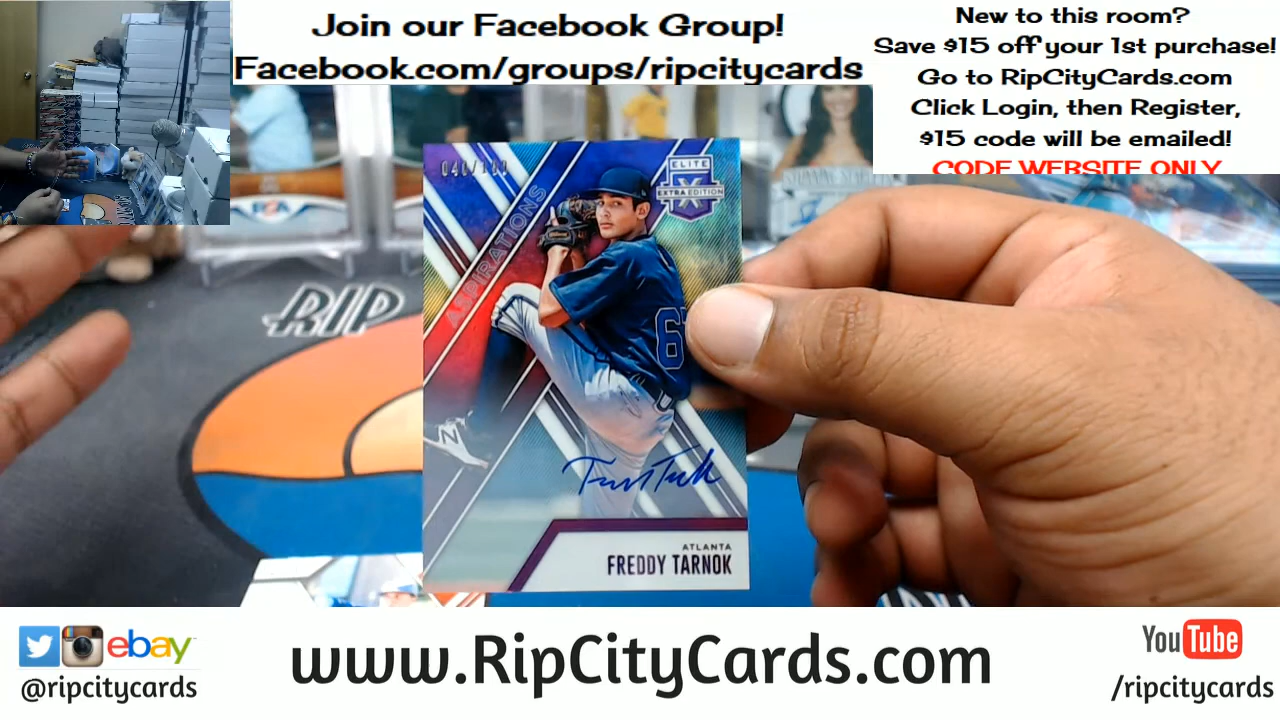 Join our Facebook Group!
Facebook.com/groups/ripcitycards
New to this room?
Save $15 off your 1st purchase!
Go to RipCityCards.com
Click Login, then Register,
$15 code will be emailed!
CODE WEBSITE ONLY
ELITE
EXTRA EDITION
ASPIRATIONS
RIP
ATLANTA
FREDDY TARNOK
ebay
@ripcitycards
www.RipCityCards.com
YouTube
/ripcitycards